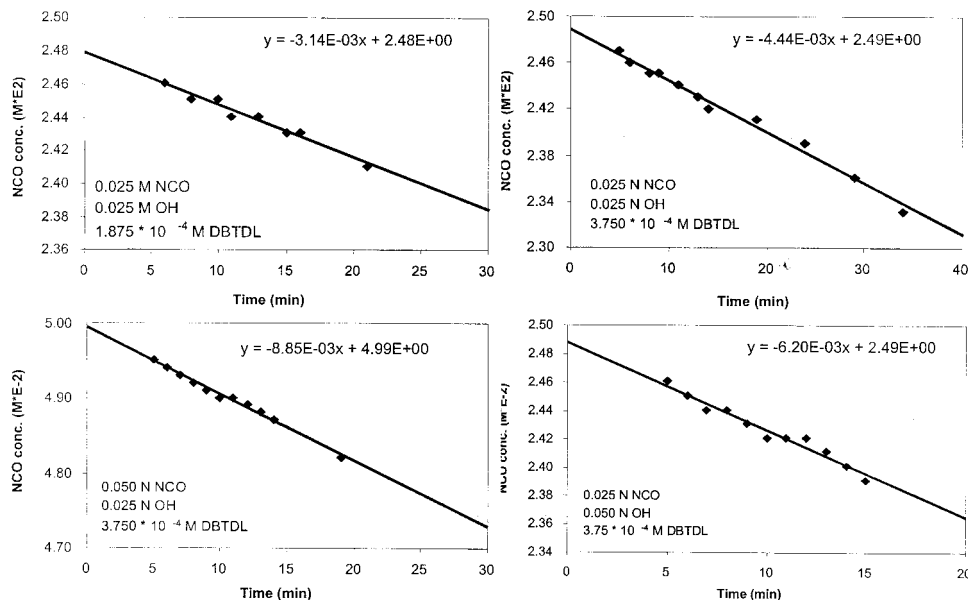 2.50
2.48
2.46
2.44
2.42
2.40
2.38
2.36
NCO conc. (M*E2)
y = -3.14E-03x + 2.48E+00
0.025 M NCO
0.025 M OH
1.875 * 10 -4 M DBTDL
0 5 10 15 20 25 30
Time (min)
2.50
2.46
2.42
2.38
2.34
2.30
NCO conc. (M*E2)
y = -4.44E-03x + 2.49E+00
0.025 N NCO
0.025 N OH
3.750 * 10 -4 M DBTDL
0 10 20 30 40
Time (min)
5.00
4.90
4.80
4.70
NCO conc. (M*E-2)
y = -8.85E-03x + 4.99E+00
0.050 N NCO
0.025 N OH
3.750 * 10 -4 M DBTDL
0 5 10 15 20 25 30
Time (min)
2.50
2.48
2.46
2.44
2.42
2.40
2.38
2.36
2.34
NCO conc. (M*E-2)
y = -6.20E-03x + 2.49E+00
0.025 N NCO
0.050 N OH
3.75 * 10 -4 M DBTDL
0 5 10 15 20
Time (min)